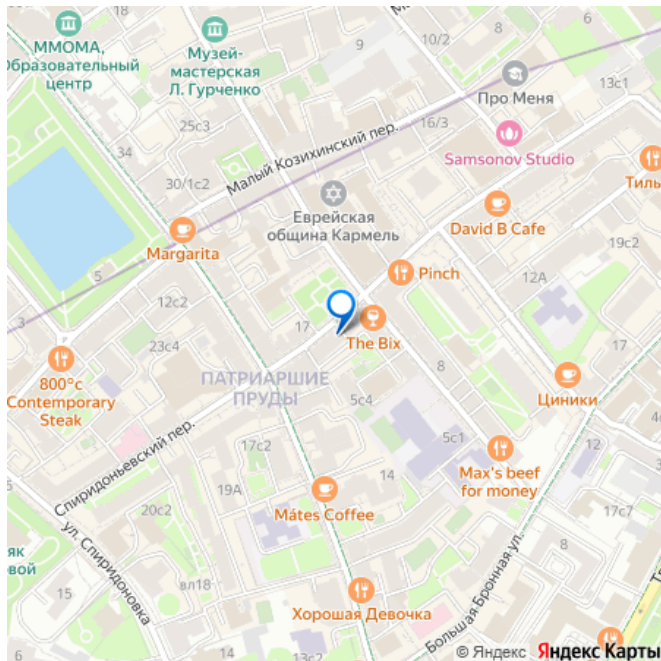 ММОМА,
Образовательный
центр
Музей-
мастерская
Л. Гурченко
9
10/2
Про Меня
13с1
25с3
16/3
Samsonov Studio
34
Малый Козихинский пер.
30/1с2
Еврейская
община Кармель
David B Cafe
Margarita
19с2
5
Pinch
12А
12с2
3
17
The Bix
23с4
8
800°c
Contemporary
Steak
ПАТРИАРШИЕ
ПРУДЫ
5с4
Циники
Спиридоньевский пер.
17с2
5с1
12
Max's beef
for money
6
19А
14
20с2
Mátes Coffee
17с7
ул. Спиридоновка
8
вл18
15
Хорошая Девочка
Большая Бронная ул.
© Яндекс Яндекс Карты